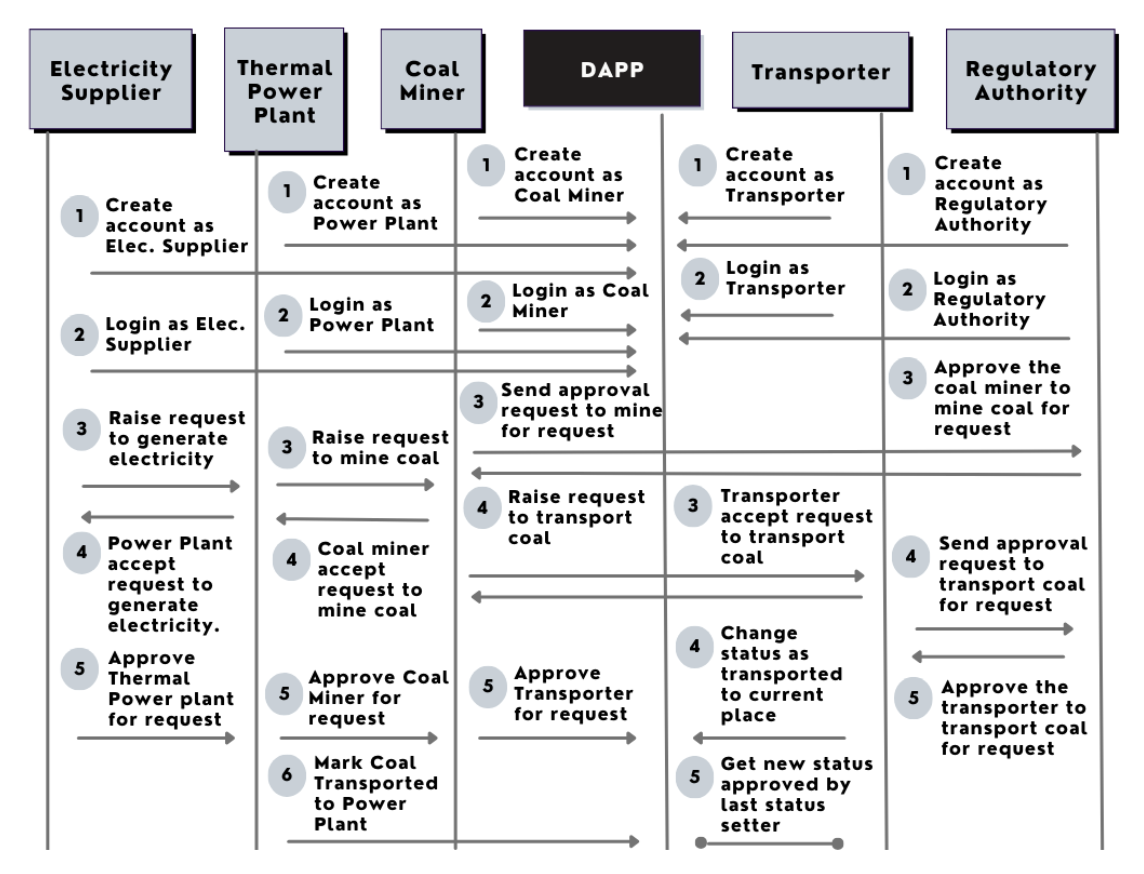 Electricity
Supplier
Thermal
Power
Plant
Coal
Miner
DAPP
Transporter
Regulatory
Authority
1
Create
account as
Elec. Supplier
1
Create
account as
Power Plant
1
Create
account as
Coal Miner
1
Create
account as
Transporter
1
Create
account as
Regulatory
Authority
2
Login as Elec.
Supplier
2
Login as
Power Plant
2
Login as Coal
Miner
2
Login as
Transporter
2
Login as
Regulatory
Authority
3
Raise request
to generate
electricity
3
Raise request
to mine coal
3
Send approval
request to mine
for request
3
Approve the
coal miner to
mine coal for
request
4
Power Plant
accept
request to
generate
electricity.
4
Coal miner
accept
request to
mine coal
4
Raise request
to transport
coal
3
Transporter
accept request
to transport
coal
4
Send approval
request to
transport coal
for request
5
Approve
Thermal
Power plant
for request
5
Approve Coal
Miner for
request
5
Approve
Transporter
for request
4
Change
status as
transported
to current
place
5
Approve the
transporter to
transport coal
for request
6
Mark Coal
Transported
to Power
Plant
5
Get new status
approved by
last status
setter